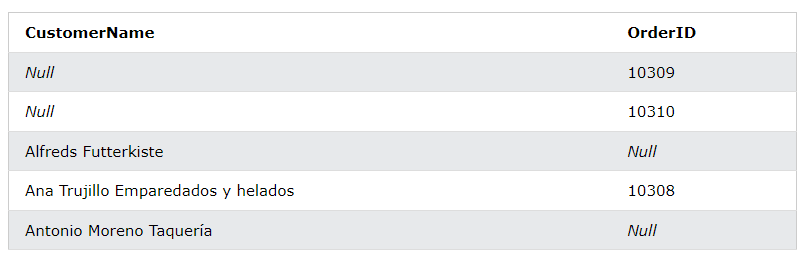 CustomerName OrderID
Null 10309
Null 10310
Alfreds Futterkiste Null
Ana Trujillo Emparedados y helados 10308
Antonio Moreno Taquería Null